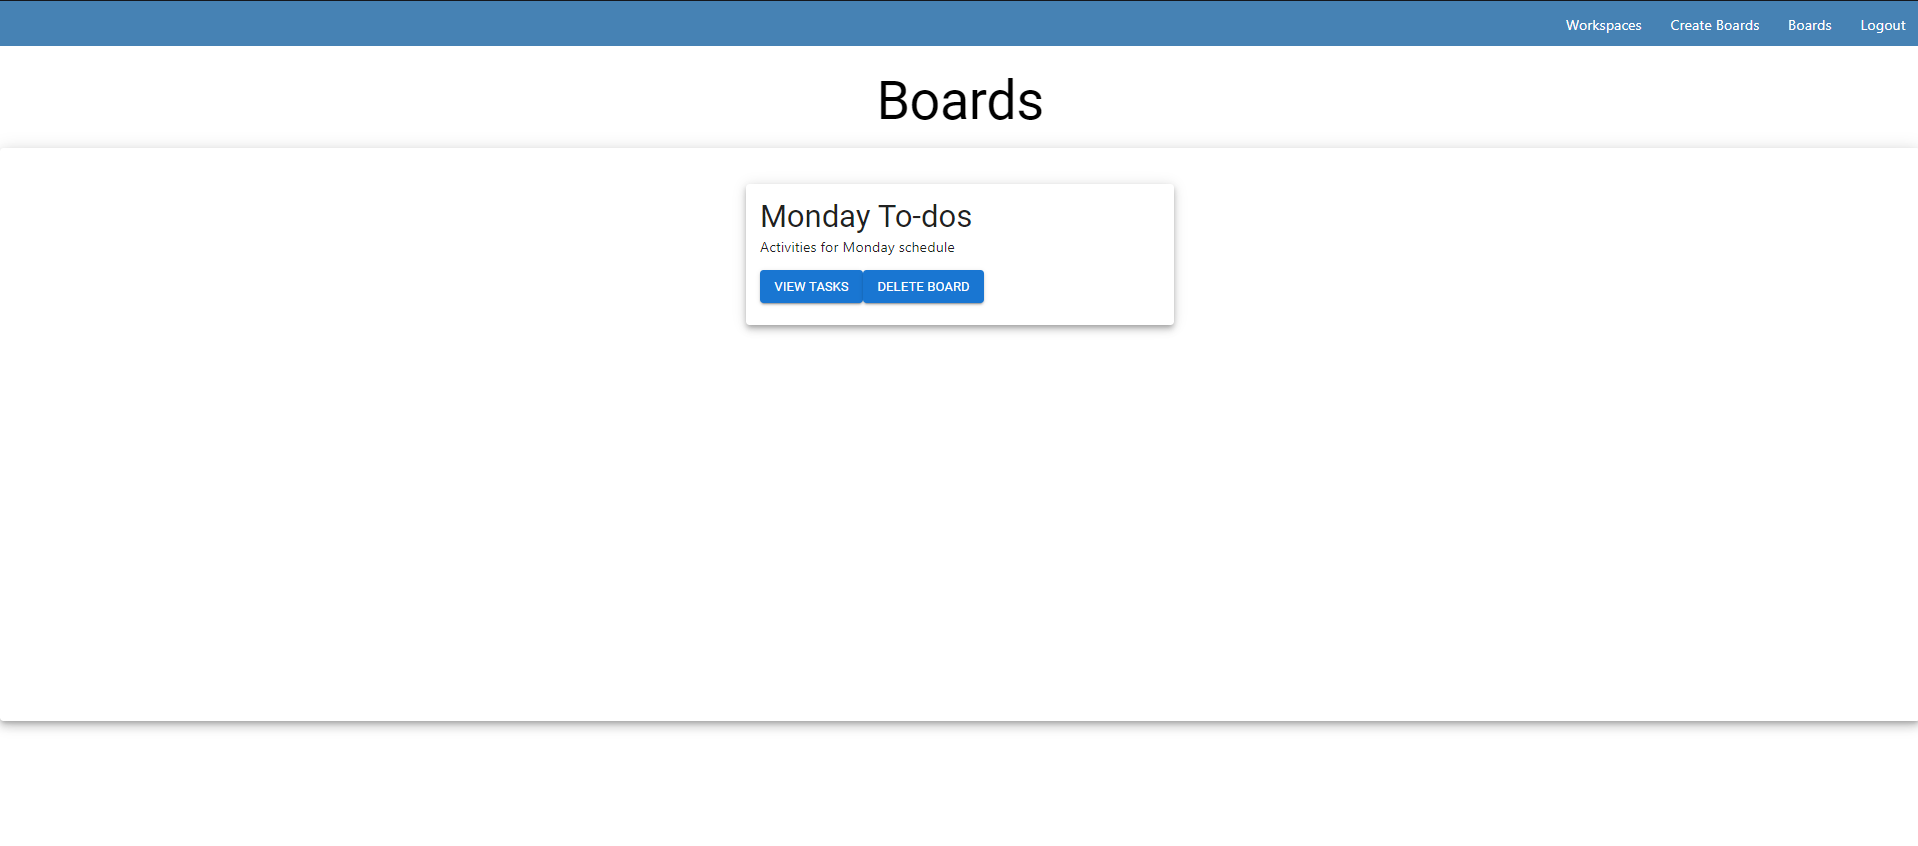 Workspaces Create Boards Boards Logout
Boards
Monday To-dos
Activities for Monday schedule
VIEW TASKS DELETE BOARD